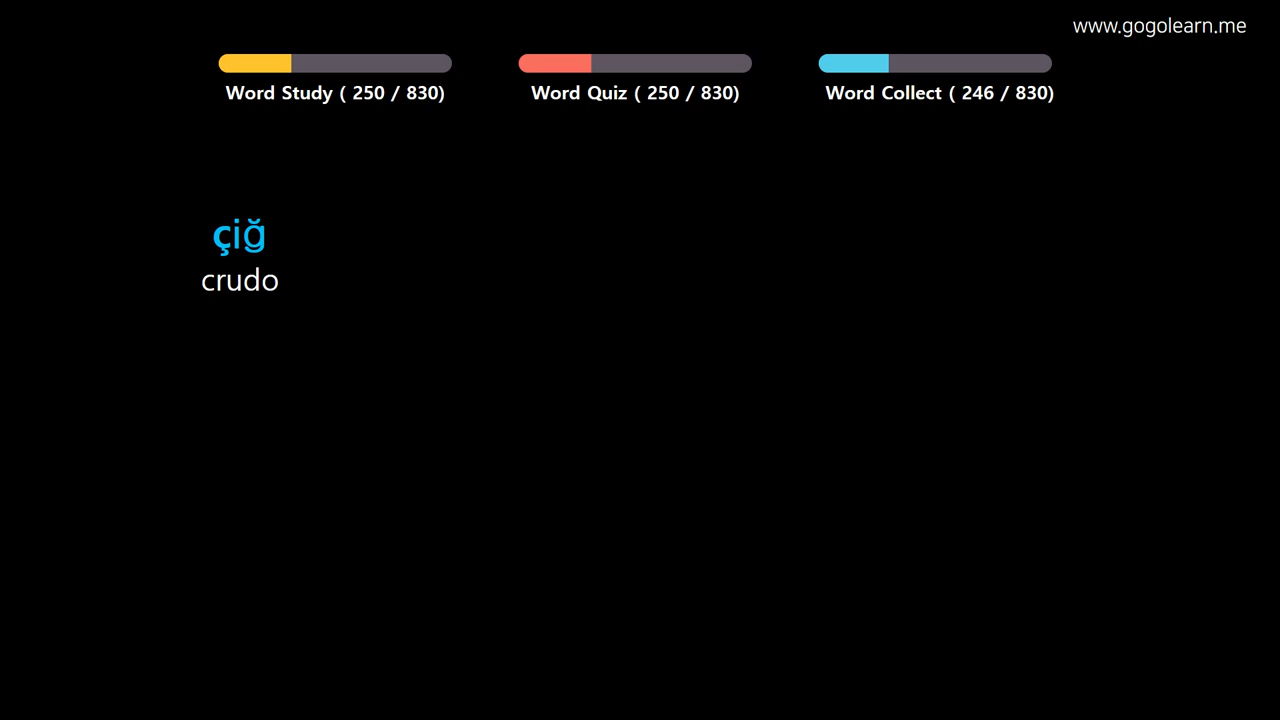 www.gogolearn.me
Word Study ( 250 / 830)
Word Quiz ( 250 / 830)
Word Collect ( 246 / 830)
çiğ
crudo